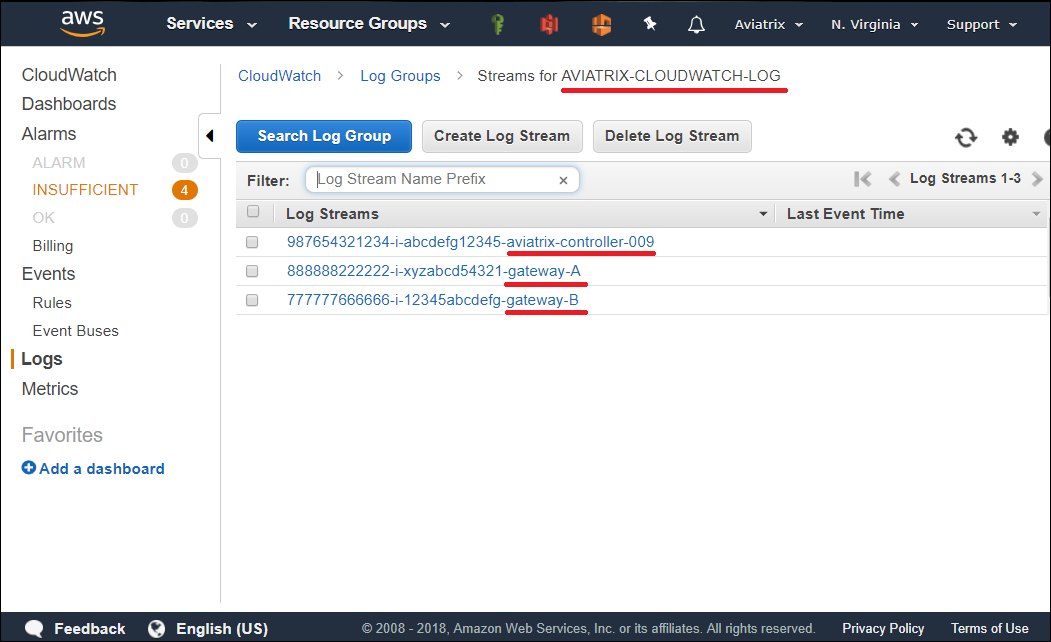 aws Services Resource Groups Aviatrix N. Virginia Support
CloudWatch
Dashboards
Alarms
ALARM 0
INSUFFICIENT 4
OK 0
Billing
Events
Rules
Event Buses
Logs
Metrics
Favorites
Add a dashboard
CloudWatch > Log Groups > Streams for AVIATRIX-CLOUDWATCH-LOG
Search Log Group Create Log Stream Delete Log Stream
Filter: Log Stream Name Prefix × Log Streams 1-3
Log Streams Last Event Time
987654321234-i-abcdefg12345-aviatrix-controller-009
888888222222-i-xyzabcd54321-gateway-A
777777666666-i-12345abcdefg-gateway-B
Feedback English (US) © 2008 - 2018, Amazon Web Services, Inc. or its affiliates. All rights reserved. Privacy Policy Terms of Use